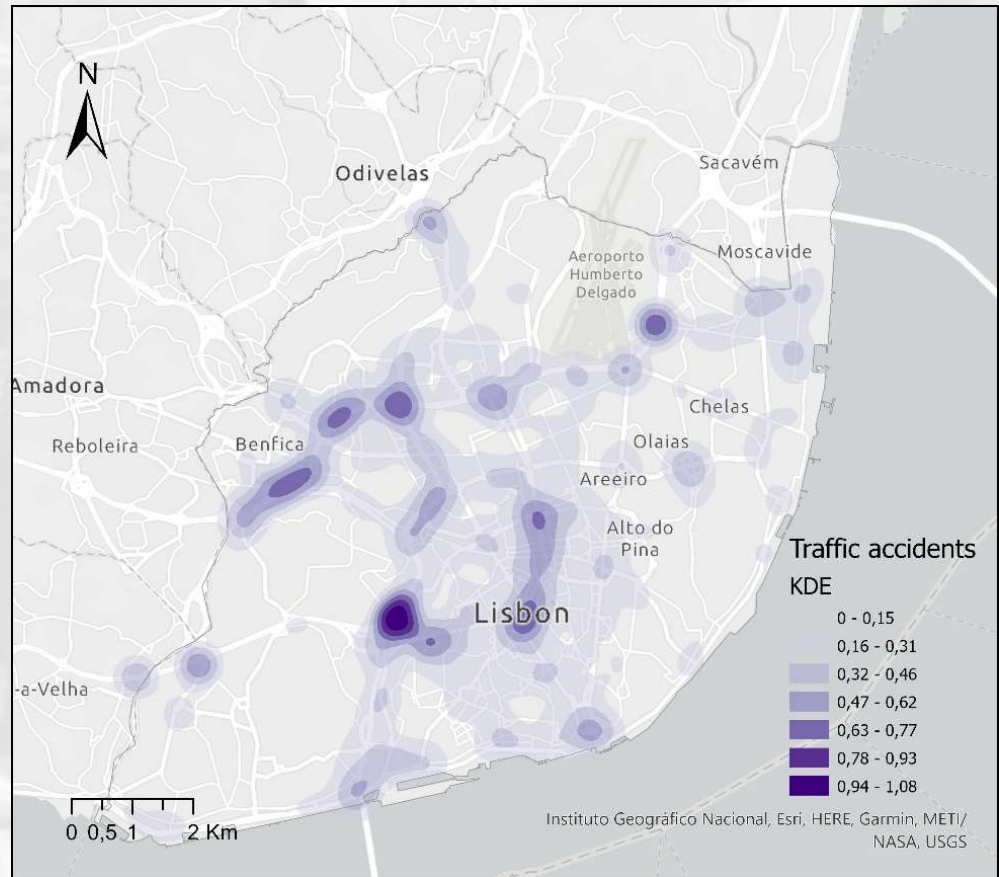 N
Odivelas
Sacavém
Moscavide
Aeroporto
Humberto
Delgado
Amadora
Chelas
Reboleira
Benfica
Olaias
Areeiro
Alto do
Pina
Lisbon
-a-Velha
Traffic accidents
KDE
0 - 0,15
0,16 - 0,31
0,32 - 0,46
0,47 - 0,62
0,63 - 0,77
0,78 - 0,93
0,94 - 1,08
0 0,5 1 2 Km
Instituto Geográfico Nacional, Esri, HERE, Garmin, METI/
NASA, USGS